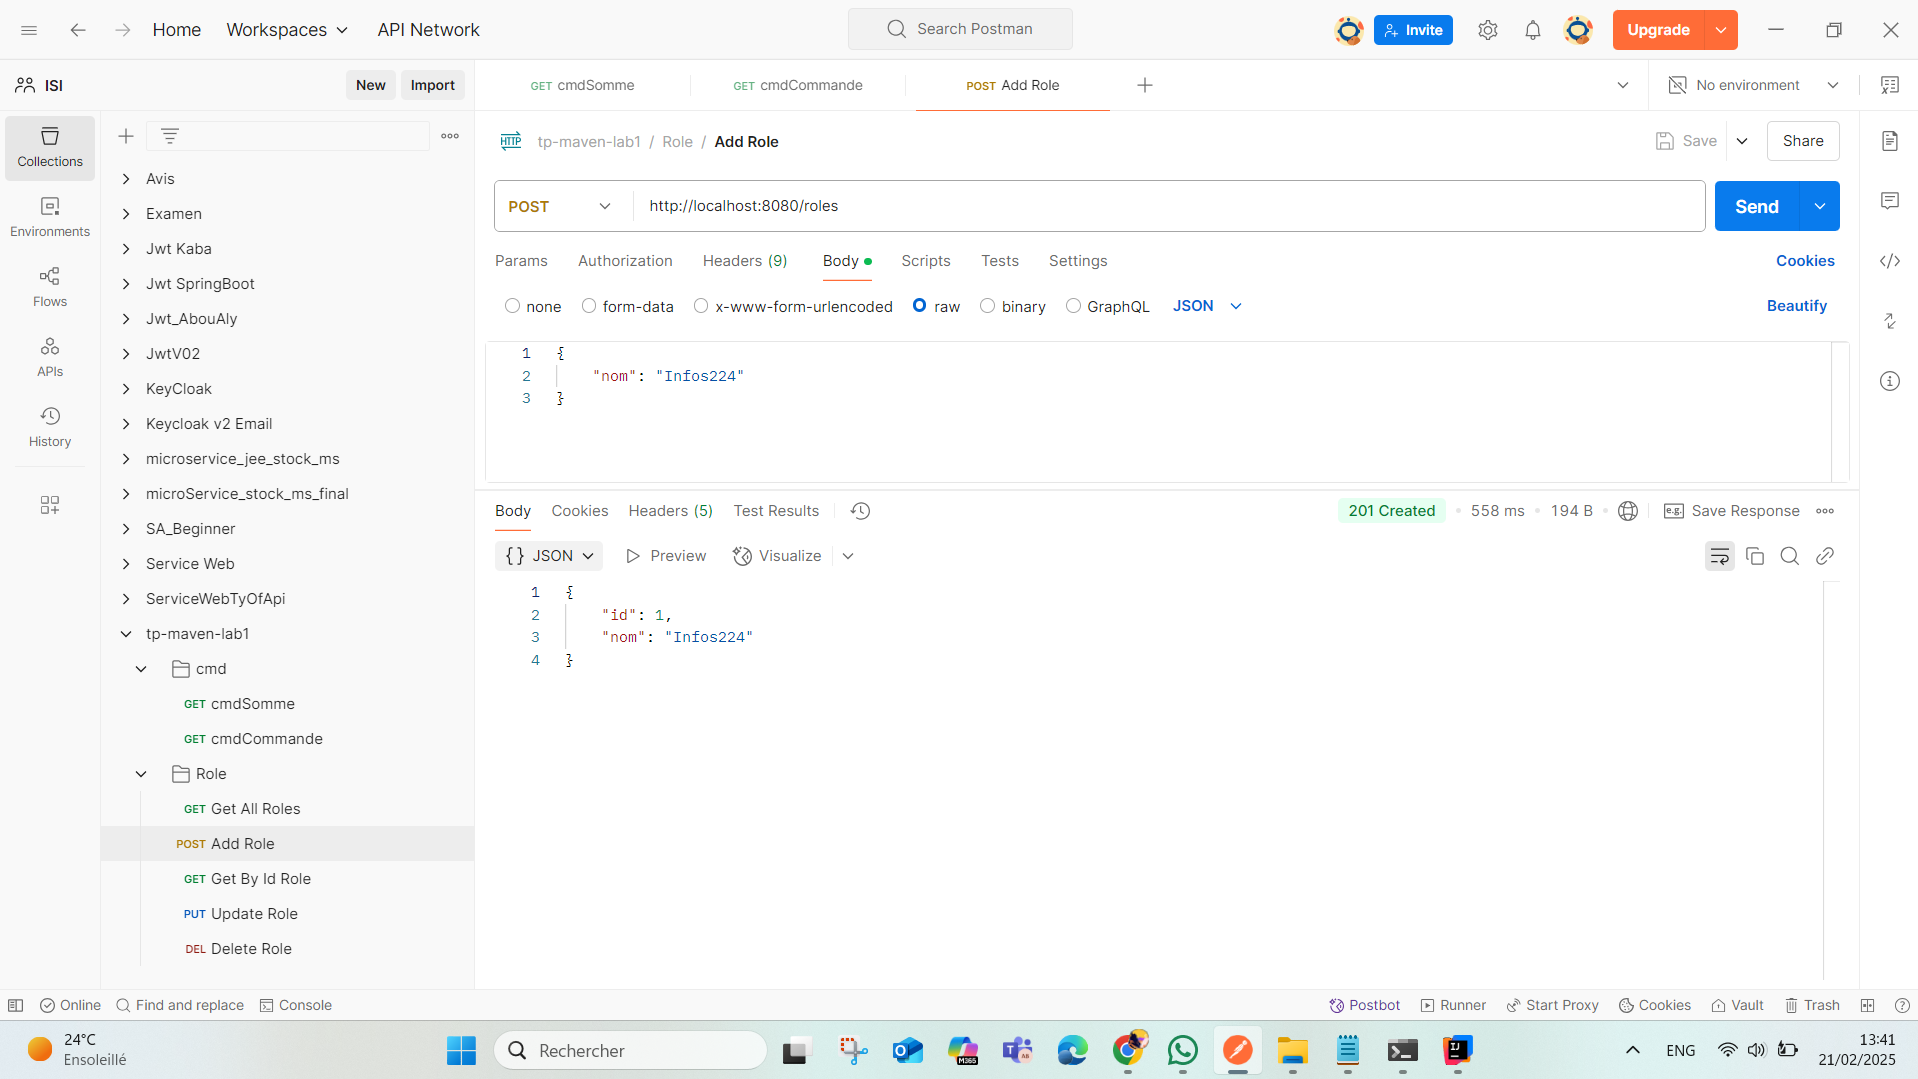 Home Workspaces API Network Search Postman Invite Upgrade
ISI New Import GET cmdSomme GET cmdCommande POST Add Role No environment
Collections
Environments
Flows
APIs
History
Avis
Examen
Jwt Kaba
Jwt SpringBoot
Jwt_AbouAly
JwtV02
KeyCloak
Keycloak v2 Email
microservice_jee_stock_ms
microService_stock_ms_final
SA_Beginner
Service Web
ServiceWebTyOfApi
tp-maven-lab1
cmd
GET cmdSomme
GET cmdCommande
Role
GET Get All Roles
POST Add Role
GET Get By Id Role
PUT Update Role
DEL Delete Role
HTTP tp-maven-lab1 / Role / Add Role Save Share
POST http://localhost:8080/roles Send
Params Authorization Headers (9) Body Scripts Tests Settings Cookies
none form-data x-www-form-urlencoded raw binary GraphQL JSON Beautify
1 {
2 "nom": "Infos224"
3 }
Body Cookies Headers (5) Test Results 201 Created 558 ms 194 B e.g. Save Response
{} JSON Preview Visualize
1 {
2 "id": 1,
3 "nom": "Infos224"
4 }
Online Find and replace Console Postbot Runner Start Proxy Cookies Vault Trash
24°C
Ensoleillé
Rechercher
M365
ENG
13:41
21/02/2025